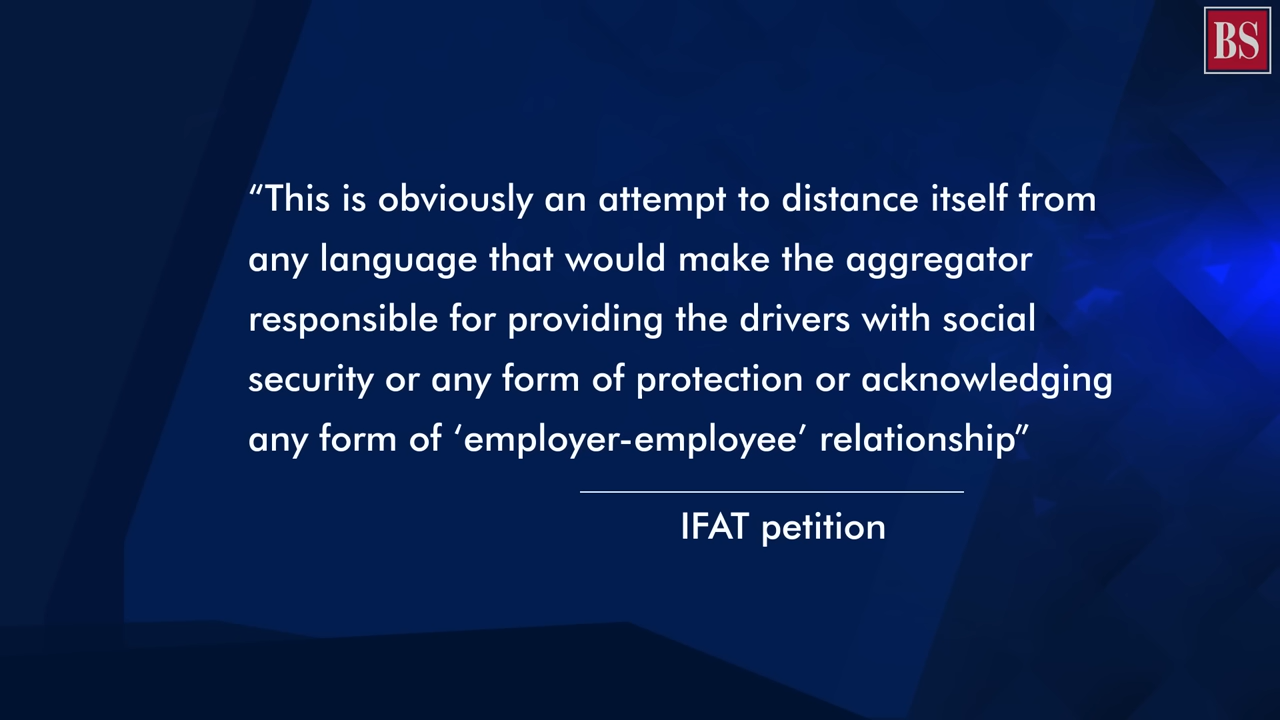 BS
“This is obviously an attempt to distance itself from
any language that would make the aggregator
responsible for providing the drivers with social
security or any form of protection or acknowledging
any form of ‘employer-employee’ relationship”
IFAT petition